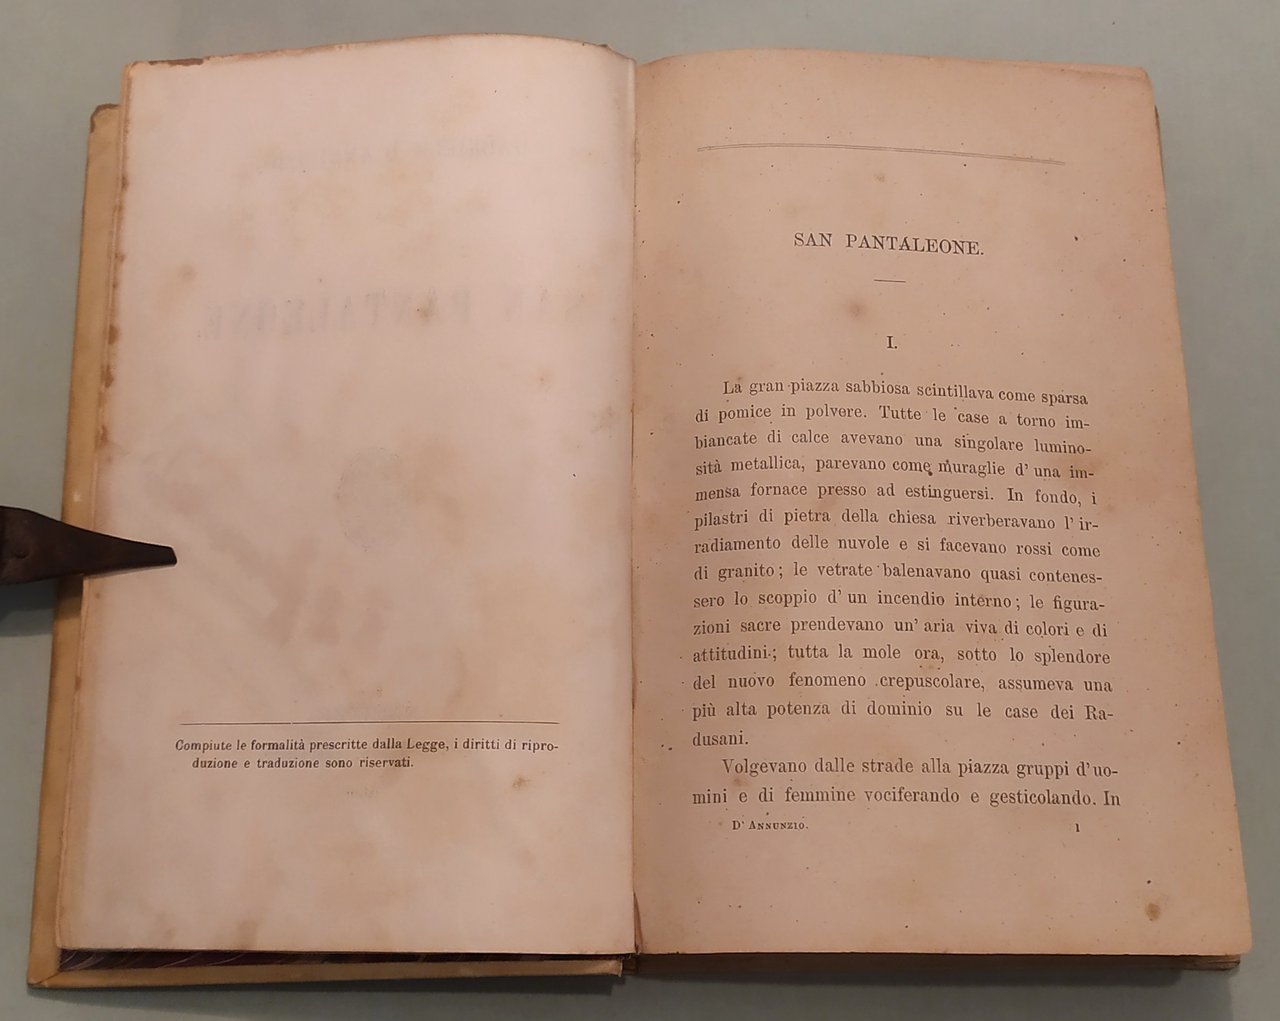 Compiute le formalità prescritte dalla Legge, i diritti di ripro-
duzione e traduzione sono riservati.
SAN PANTALEONE.
I.
La gran piazza sabbiosa scintillava come sparsa
di pomice in polvere. Tutte le case a torno im-
biancate di calce avevano una singolare lumino-
sità metallica, parevano come muraglie d' una im-
mensa fornace presso ad estinguersi. In fondo, i
pilastri di pietra della chiesa riverberavano l' ir-
radiamento delle nuvole e si facevano rossi come
di granito; le vetrate balenavano quasi contenes-
sero lo scoppio d' un incendio interno; le figura-
zioni sacre prendevano un' aria viva di colori e di
attitudini; tutta la mole ora, sotto lo splendore
del nuovo fenomeno crepuscolare, assumeva una
più alta potenza di dominio su le case dei Ra-
dusani.
Volgevano dalle strade alla piazza gruppi d' uo-
mini e di femmine vociferando e gesticolando. In
D' ANNUNZIO. 1